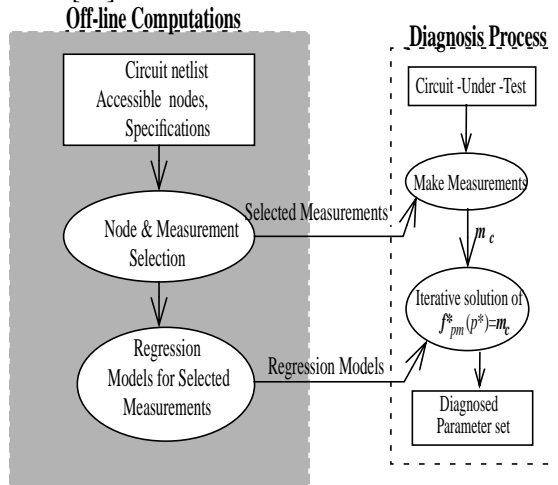 Off-line Computations
Circuit netlist
Accessible nodes,
Specifications
Node & Measurement
Selection
Regression
Models for Selected
Measurements
Selected Measurements
Regression Models
Diagnosis Process
Circuit -Under -Test
Make Measurements
m c
Iterative solution of
f*pm(p*)=mc
Diagnosed
Parameter set